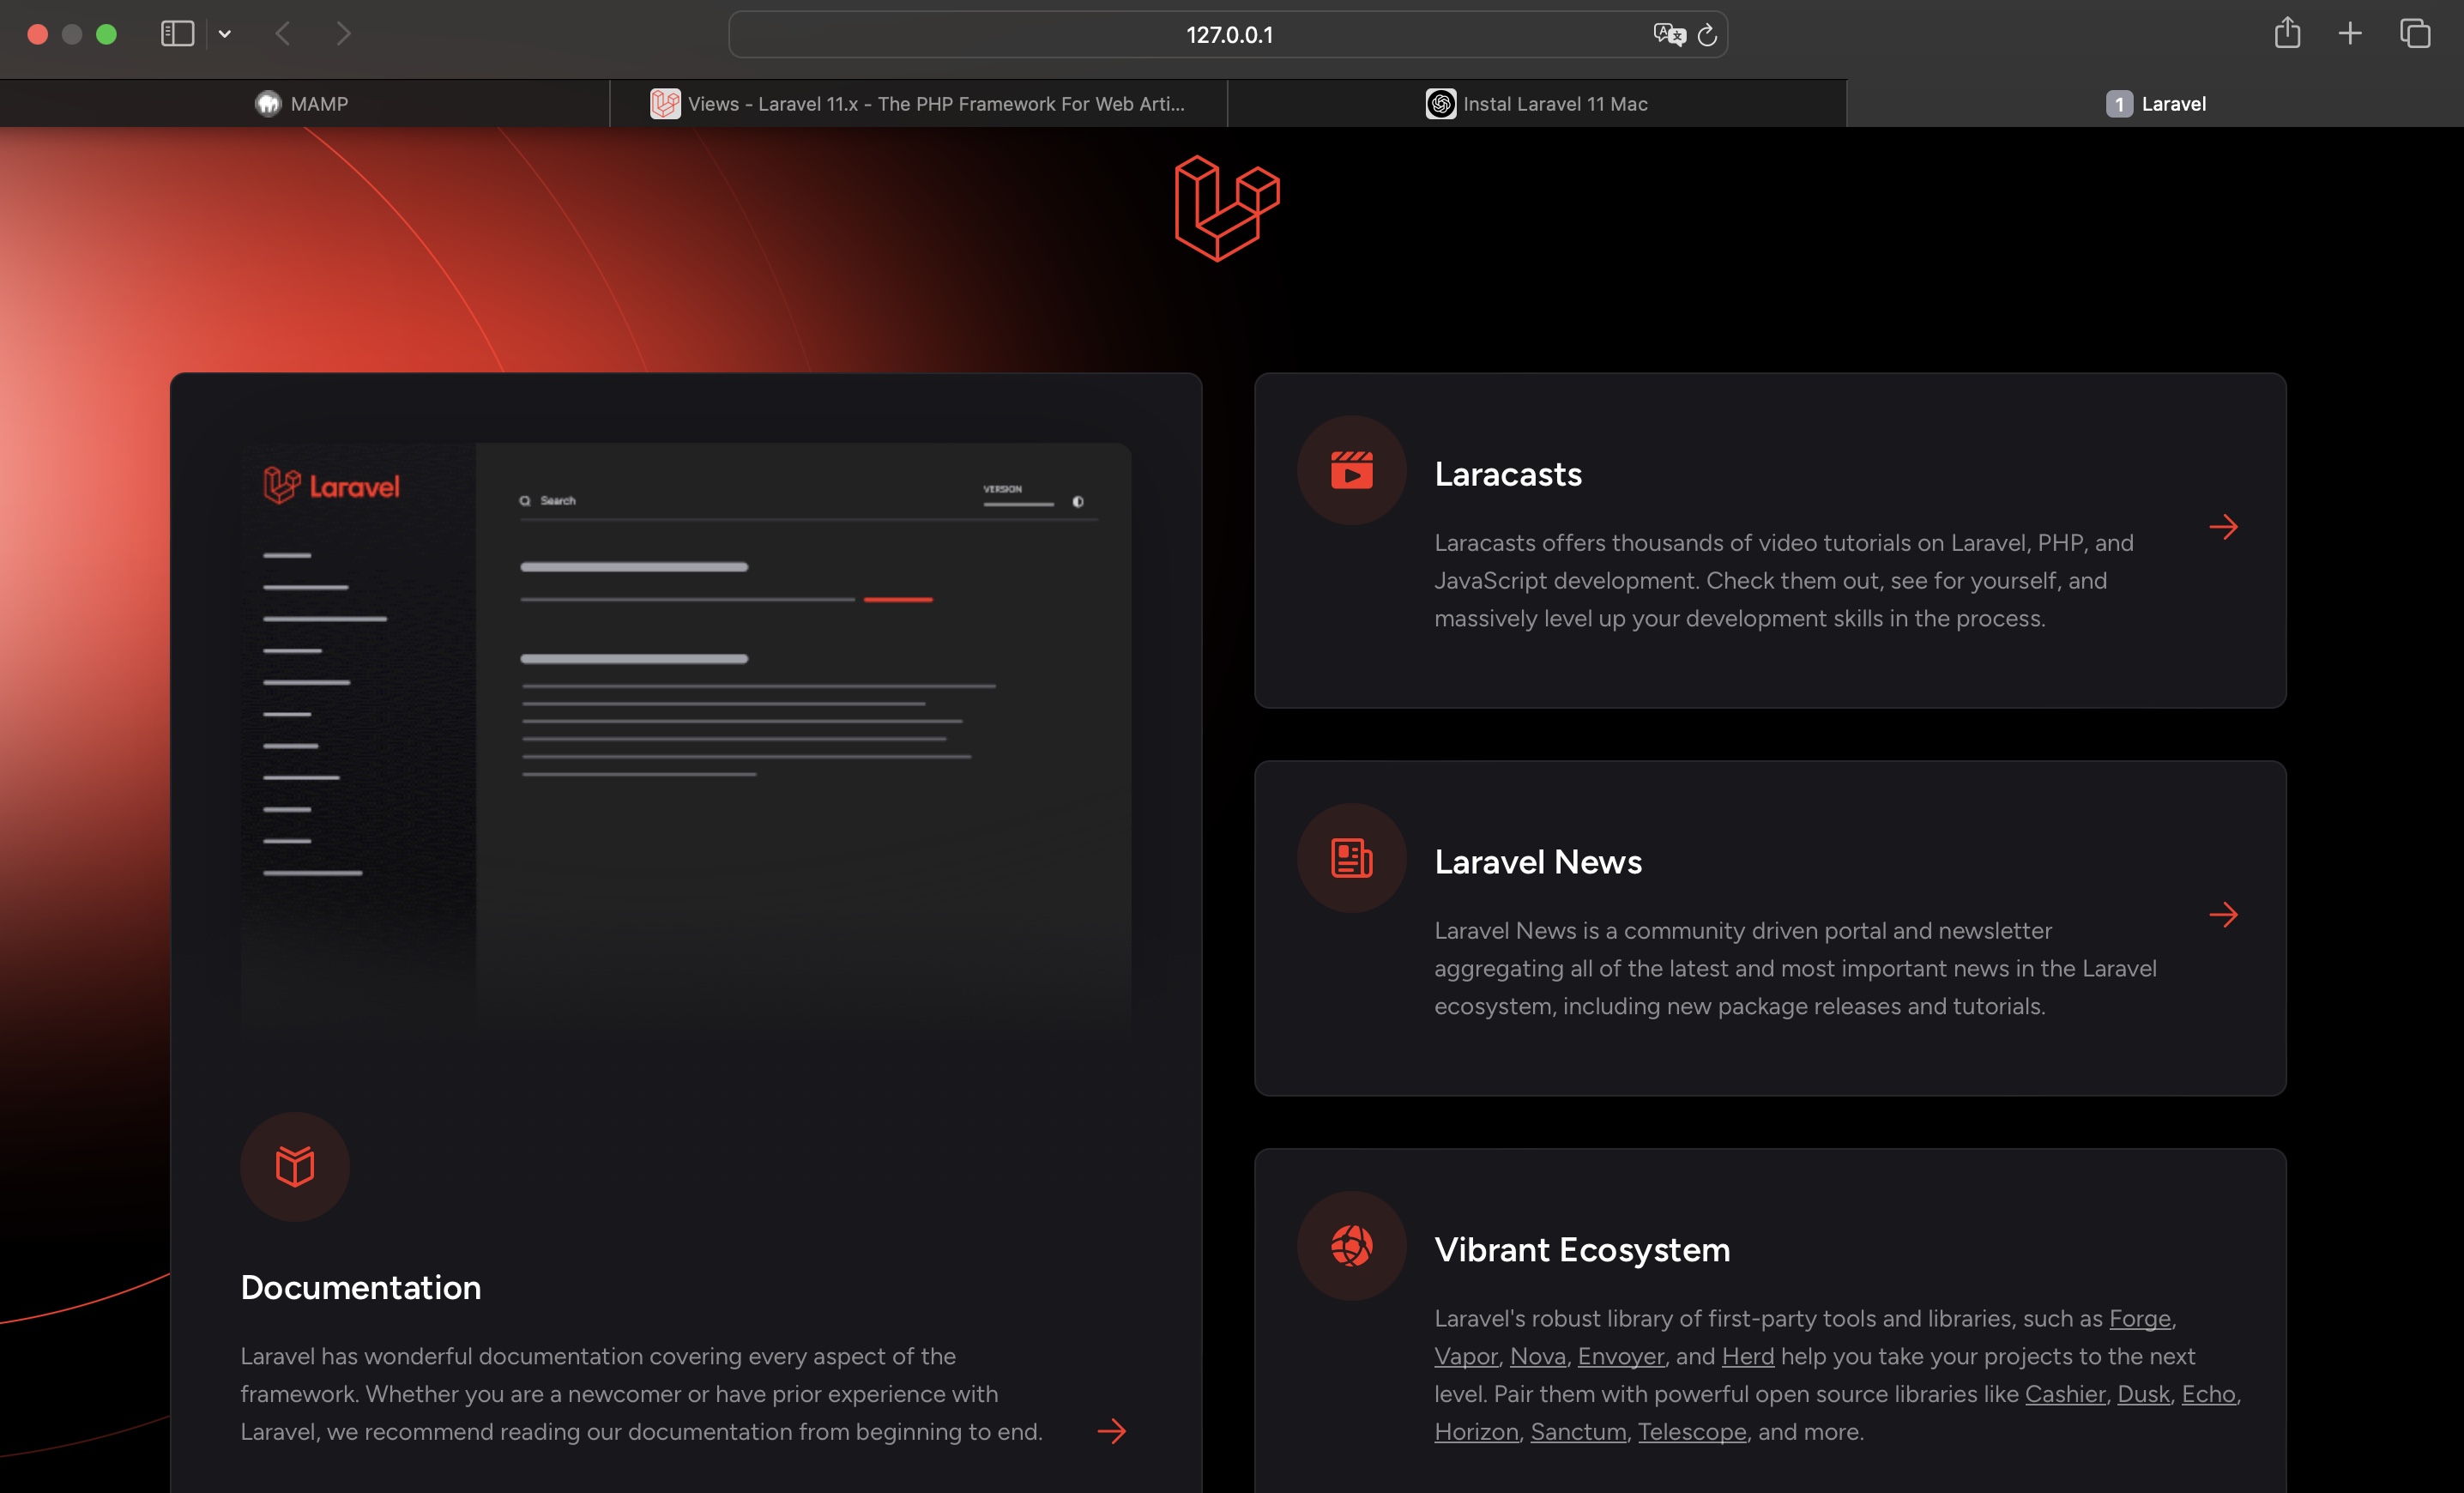 127.0.0.1
MAMP
Views - Laravel 11.x - The PHP Framework For Web Arti...
Instal Laravel 11 Mac
1 Laravel
Laravel
Search
VERSION
Documentation
Laravel has wonderful documentation covering every aspect of the
framework. Whether you are a newcomer or have prior experience with
Laravel, we recommend reading our documentation from beginning to end.
Laracasts
Laracasts offers thousands of video tutorials on Laravel, PHP, and
JavaScript development. Check them out, see for yourself, and
massively level up your development skills in the process.
Laravel News
Laravel News is a community driven portal and newsletter
aggregating all of the latest and most important news in the Laravel
ecosystem, including new package releases and tutorials.
Vibrant Ecosystem
Laravel's robust library of first-party tools and libraries, such as Forge,
Vapor, Nova, Envoyer, and Herd help you take your projects to the next
level. Pair them with powerful open source libraries like Cashier, Dusk, Echo,
Horizon, Sanctum, Telescope, and more.